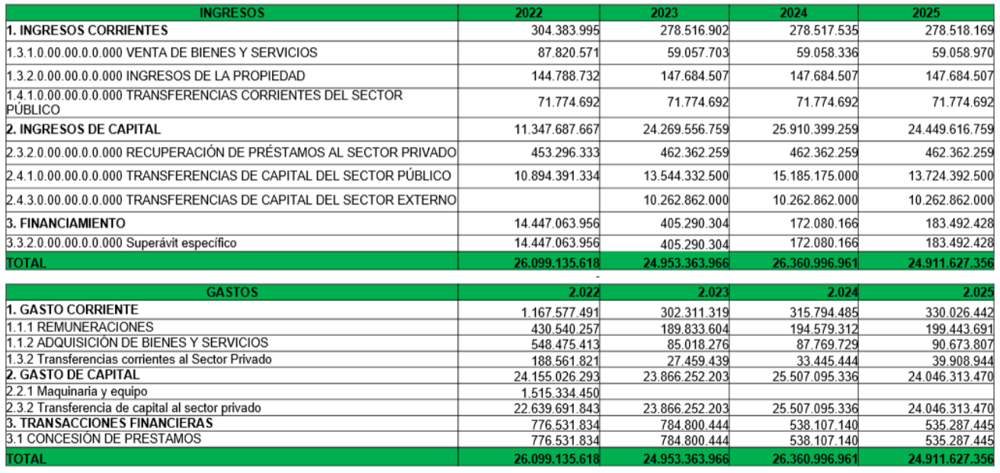 INGRESOS 2022 2023 2024 2025
1. INGRESOS CORRIENTES 304.383.995 278.516.902 278.517.535 278.518.169
1.3.1.0.00.00.0.0.000 VENTA DE BIENES Y SERVICIOS 87.820.571 59.057.703 59.058.336 59.058.970
1.3.2.0.00.00.0.0.000 INGRESOS DE LA PROPIEDAD 144.788.732 147.684.507 147.684.507 147.684.507
1.4.1.0.00.00.0.0.000 TRANSFERENCIAS CORRIENTES DEL SECTOR
PÚBLICO 71.774.692 71.774.692 71.774.692 71.774.692
2. INGRESOS DE CAPITAL 11.347.687.667 24.269.556.759 25.910.399.259 24.449.616.759
2.3.2.0.00.00.0.0.000 RECUPERACIÓN DE PRÉSTAMOS AL SECTOR PRIVADO 453.296.333 462.362.259 462.362.259 462.362.259
2.4.1.0.00.00.0.0.000 TRANSFERENCIAS DE CAPITAL DEL SECTOR PÚBLICO 10.894.391.334 13.544.332.500 15.185.175.000 13.724.392.500
2.4.3.0.00.00.0.0.000 TRANSFERENCIAS DE CAPITAL DEL SECTOR EXTERNO 10.262.862.000 10.262.862.000 10.262.862.000
3. FINANCIAMIENTO 14.447.063.956 405.290.304 172.080.166 183.492.428
3.3.2.0.00.00.0.0.000 Superávit específico 14.447.063.956 405.290.304 172.080.166 183.492.428
TOTAL 26.099.135.618 24.953.363.966 26.360.996.961 24.911.627.356
-
GASTOS 2.022 2.023 2.024 2.025
1. GASTO CORRIENTE 1.167.577.491 302.311.319 315.794.485 330.026.442
1.1.1 REMUNERACIONES 430.540.257 189.833.604 194.579.312 199.443.691
1.1.2 ADQUISICIÓN DE BIENES Y SERVICIOS 548.475.413 85.018.276 87.769.729 90.673.807
1.3.2 Transferencias corrientes al Sector Privado 188.561.821 27.459.439 33.445.444 39.908.944
2. GASTO DE CAPITAL 24.155.026.293 23.866.252.203 25.507.095.336 24.046.313.470
2.2.1 Maquinaria y equipo 1.515.334.450
2.3.2 Transferencia de capital al sector privado 22.639.691.843 23.866.252.203 25.507.095.336 24.046.313.470
3. TRANSACCIONES FINANCIERAS 776.531.834 784.800.444 538.107.140 535.287.445
3.1 CONCESIÓN DE PRESTAMOS 776.531.834 784.800.444 538.107.140 535.287.445
TOTAL 26.099.135.618 24.953.363.966 26.360.996.961 24.911.627.356